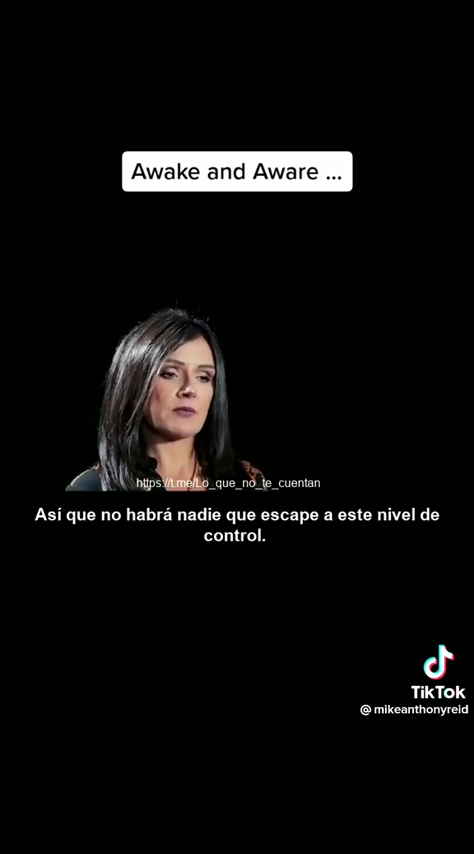 Awake and Aware ...
https://t.me/Lo_que_no_te_cuentan
Así que no habrá nadie que escape a este nivel de
control.
TikTok
@ mikeanthonyreid